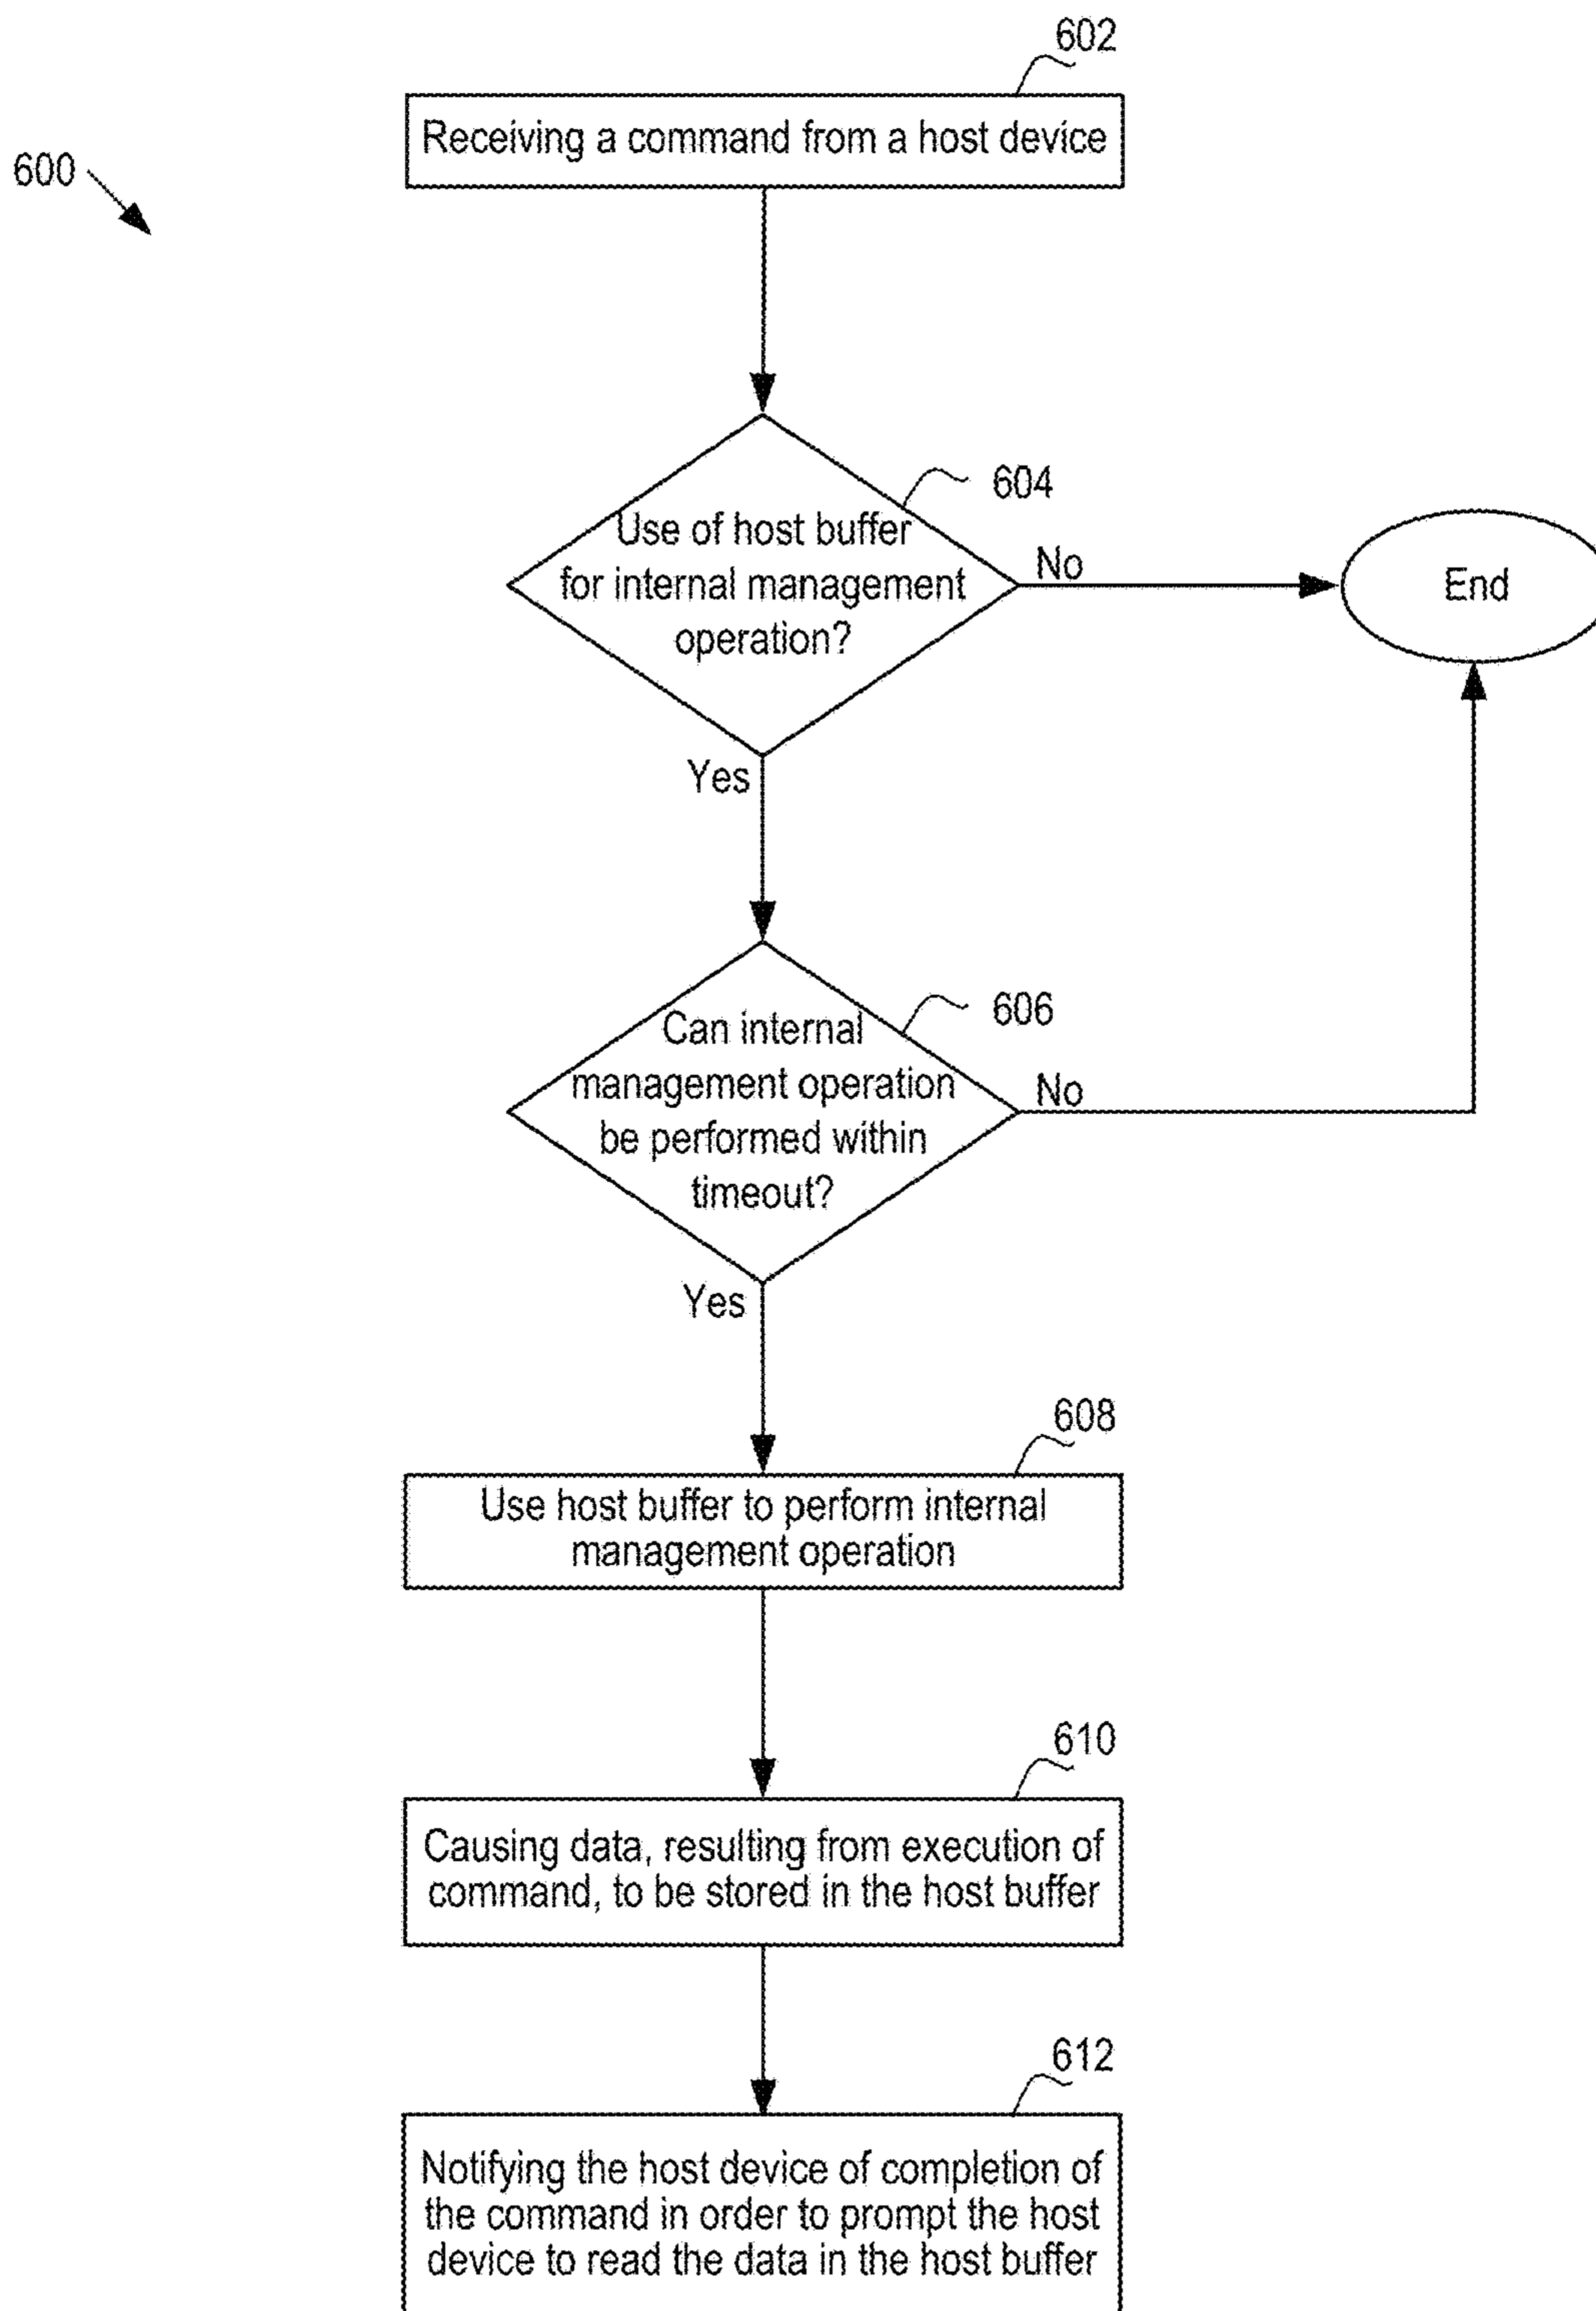 602
Receiving a command from a host device
600
604
Use of host buffer
for internal management
operation?
No
End
Yes
606
Can internal
management operation
be performed within
timeout?
No
Yes
608
Use host buffer to perform internal
management operation
610
Causing data, resulting from execution of
command, to be stored in the host buffer
612
Notifying the host device of completion of
the command in order to prompt the host
device to read the data in the host buffer